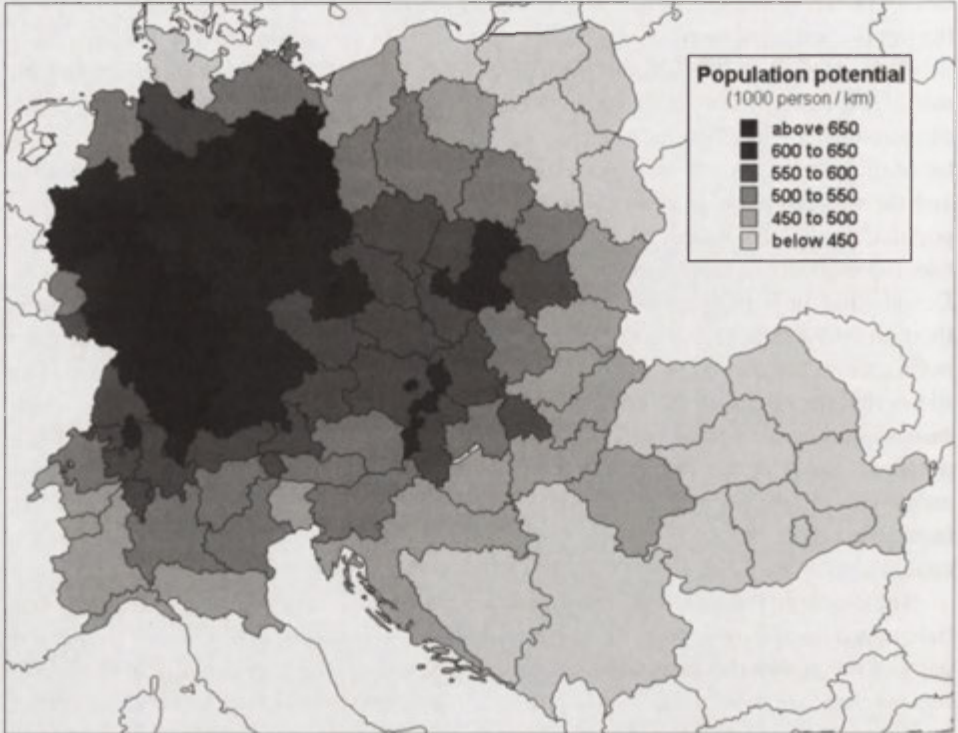 Population potential
(1000 person / km)
above 650
600 to 650
550 to 600
500 to 550
450 to 500
below 450